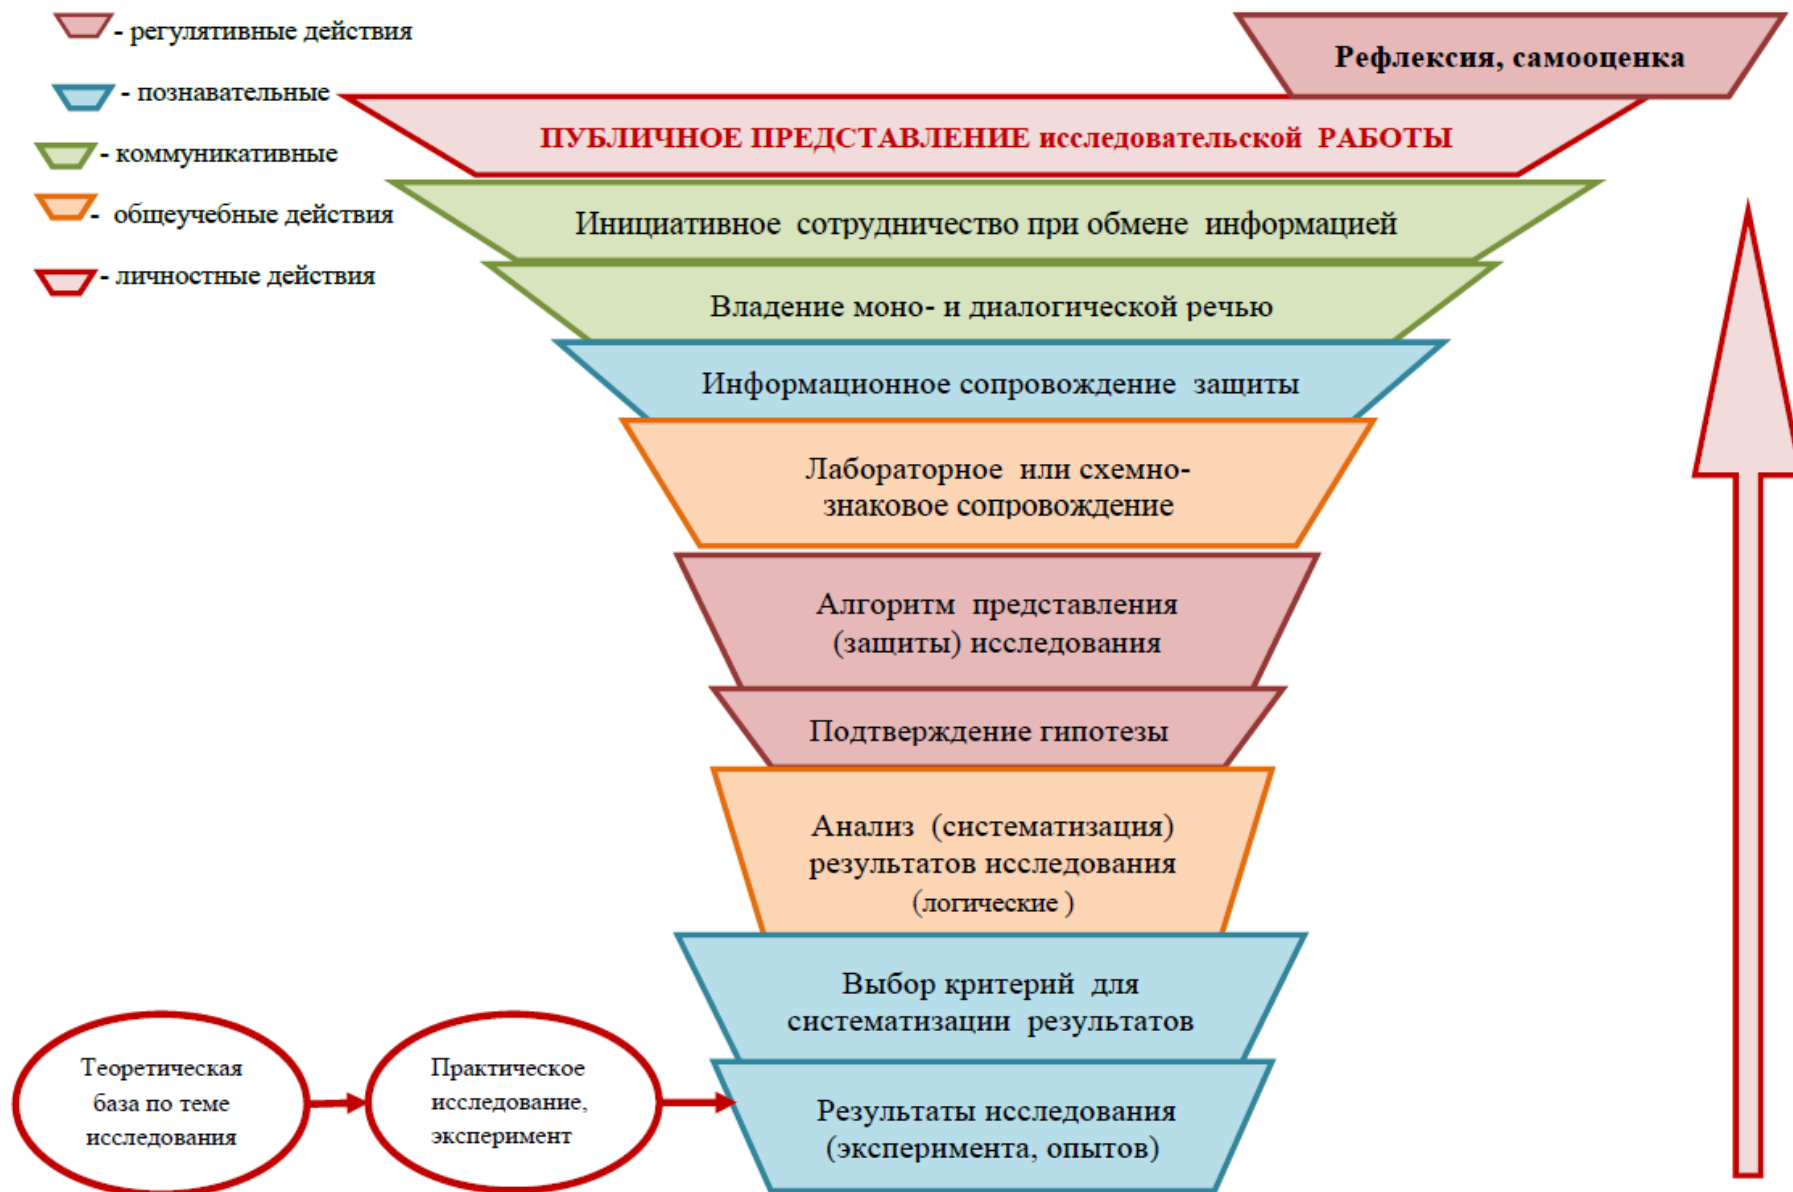 - регулятивные действия
- познавательные
- коммуникативные
- общеучебные действия
- личностные действия
Рефлексия, самооценка
ПУБЛИЧНОЕ ПРЕДСТАВЛЕНИЕ исследовательской РАБОТЫ
Инициативное сотрудничество при обмене информацией
Владение моно- и диалогической речью
Информационное сопровождение защиты
Лабораторное или схемно-
знаковое сопровождение
Алгоритм представления
(защиты) исследования
Подтверждение гипотезы
Анализ (систематизация)
результатов исследования
(логические )
Выбор критерий для
систематизации результатов
Теоретическая
база по теме
исследования
Практическое
исследование,
эксперимент
Результаты исследования
(эксперимента, опытов)